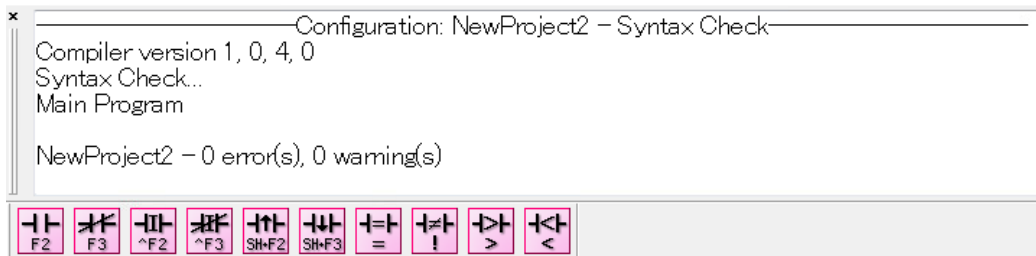 Configuration: NewProject2 - Syntax Check
Compiler version 1, 0, 4, 0
Syntax Check...
Main Program
NewProject2 - 0 error(s), 0 warning(s)
F2 F3 ^F2 ^F3 SH+F2 SH+F3 = ! > <